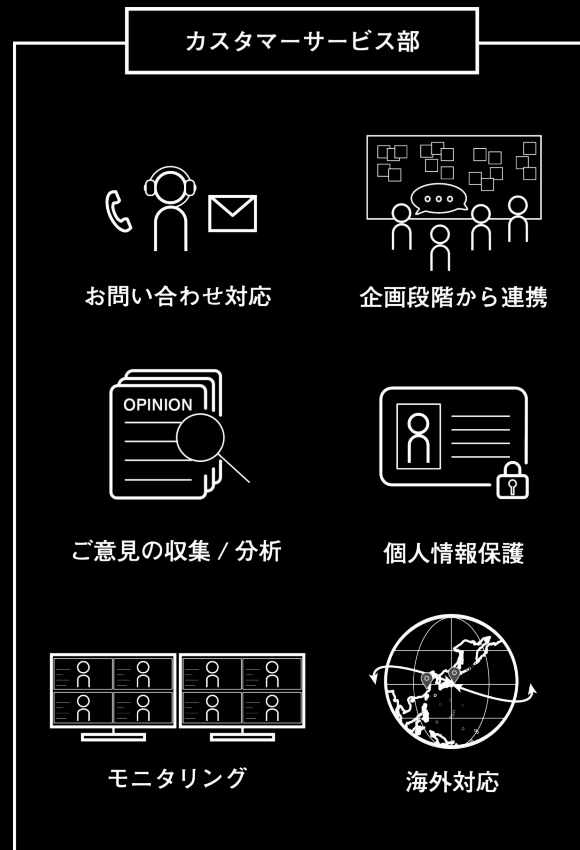 カスタマーサービス部
お問い合わせ対応
企画段階から連携
OPINION
ご意見の収集 / 分析
個人情報保護
モニタリング
海外対応